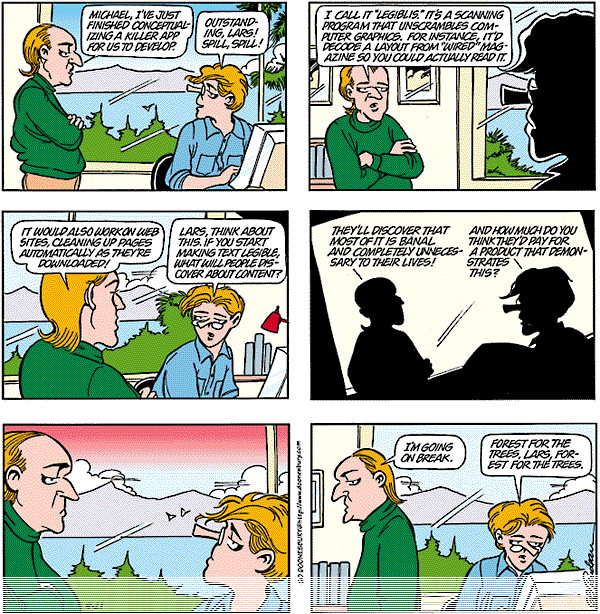 MICHAEL, I'VE JUST
FINISHED CONCEPTUAL-
IZING A KILLER APP
FOR US TO DEVELOP.
OUTSTAND-
ING, LARS!
SPILL, SPILL!
I CALL IT "LEGIBLIS." IT'S A SCANNING
PROGRAM THAT UNSCRAMBLES COM-
PUTER GRAPHICS. FOR INSTANCE, IT'D
DECODE A LAYOUT FROM "WIRED" MAG-
AZINE SO YOU COULD ACTUALLY READ IT.
IT WOULD ALSO WORK ON WEB
SITES, CLEANING UP PAGES
AUTOMATICALLY AS THEY'RE
DOWNLOADED!
LARS, THINK ABOUT
THIS. IF YOU START
MAKING TEXT LEGIBLE,
WHAT WILL PEOPLE DIS-
COVER ABOUT CONTENT?
THEY'LL DISCOVER THAT
MOST OF IT IS BANAL
AND COMPLETELY UNNECES-
SARY TO THEIR LIVES!
AND HOW MUCH DO YOU
THINK THEY'D PAY FOR
A PRODUCT THAT DEMON-
STRATES
THIS?
(C) DOONESBURY@http://www.doonesbury.com
I'M GOING
ON BREAK.
FOREST FOR THE
TREES, LARS, FOR-
EST FOR THE TREES.